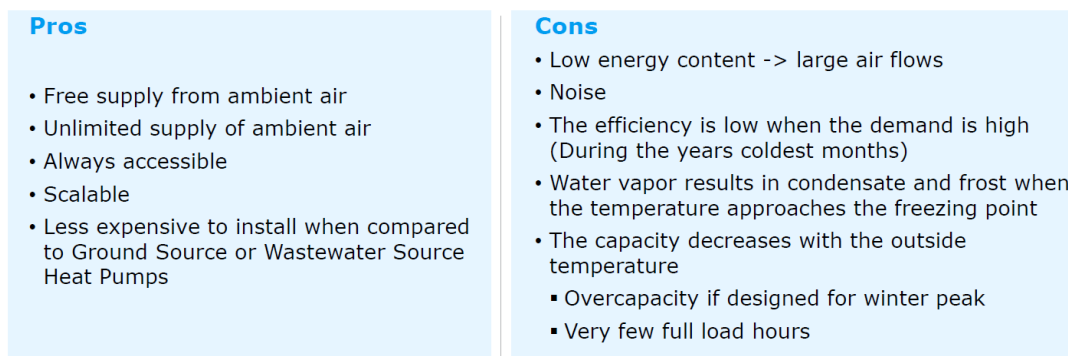 Pros
• Free supply from ambient air
• Unlimited supply of ambient air
• Always accessible
• Scalable
• Less expensive to install when compared
to Ground Source or Wastewater Source
Heat Pumps
Cons
• Low energy content -> large air flows
• Noise
• The efficiency is low when the demand is high
(During the years coldest months)
• Water vapor results in condensate and frost when
the temperature approaches the freezing point
• The capacity decreases with the outside
temperature
▪ Overcapacity if designed for winter peak
▪ Very few full load hours